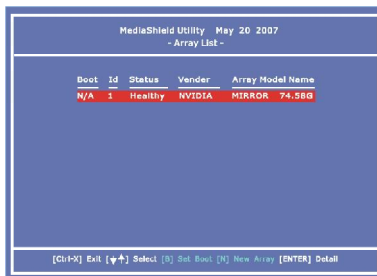 MediaShield Utility May 20 2007
- Array List -
Boot Id Status Vender Array Model Name
N/A 1 Healthy NVIDIA MIRROR 74.58G
[Ctrl-X] Exit [↓↑] Select [B] Set Boot [N] New Array [ENTER] Detail